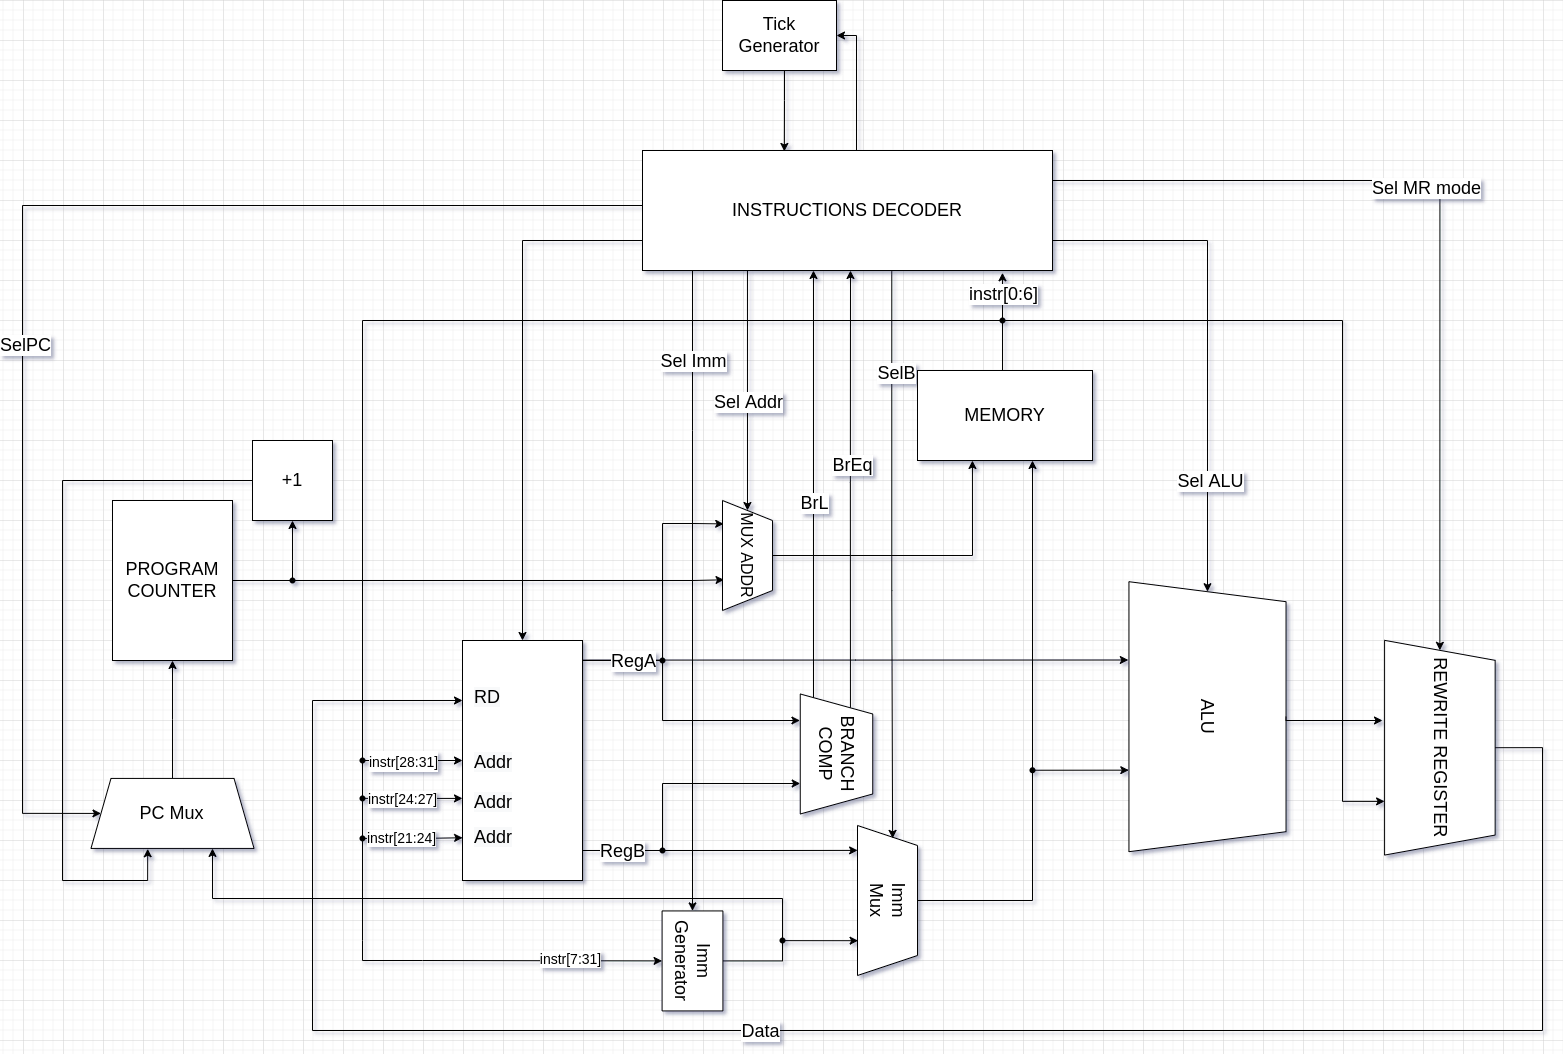 Tick
Generator
INSTRUCTIONS DECODER
Sel MR mode
instr[0:6]
SelPC
Sel Imm
SelB
Sel Addr
MEMORY
BrEq
+1
Sel ALU
BrL
MUX ADDR
PROGRAM
COUNTER
RegA
RD
ALU
REWRITE REGISTER
BRANCH
COMP
instr[28:31]
Addr
instr[24:27]
Addr
PC Mux
instr[21:24]
Addr
RegB
Imm
Mux
Imm
Generator
instr[7:31]
Data